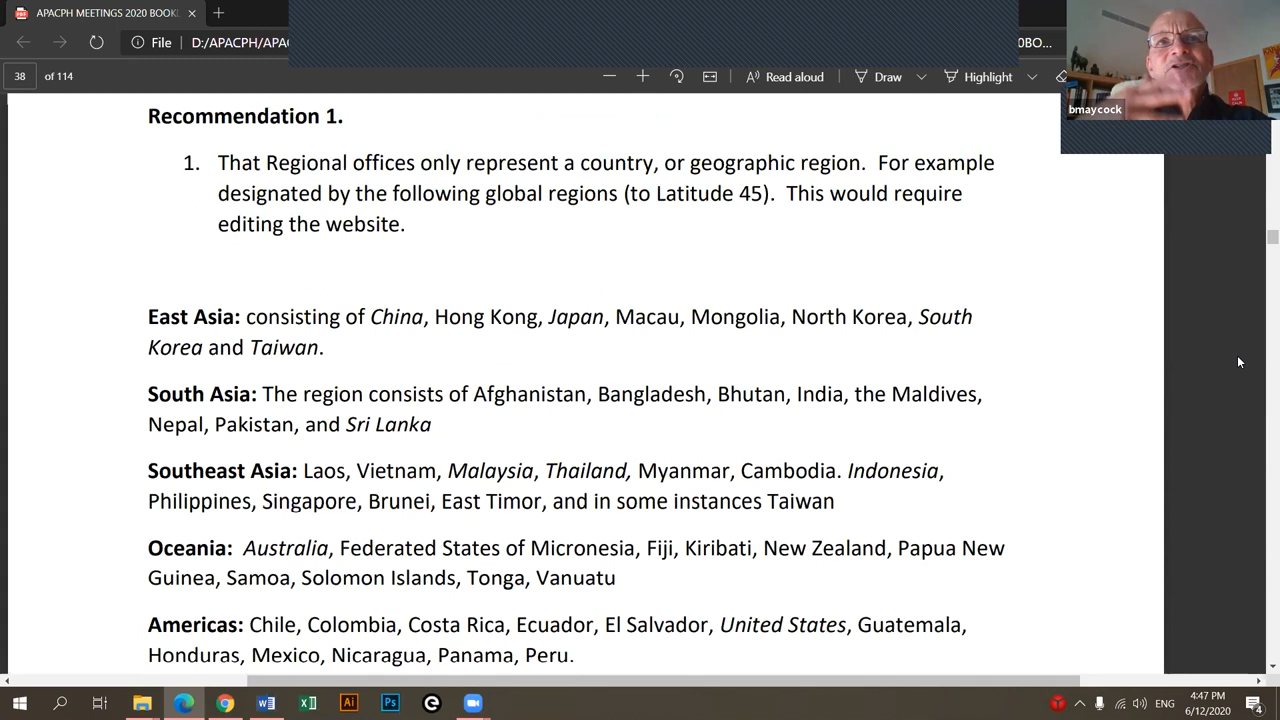 APACPH MEETINGS 2020 BOOK
File D:/APACPH/APAC 0BO...
38 of 114 Read aloud Draw Highlight
bmaycock
Recommendation 1.
1. That Regional offices only represent a country, or geographic region. For example
designated by the following global regions (to Latitude 45). This would require
editing the website.
East Asia: consisting of China, Hong Kong, Japan, Macau, Mongolia, North Korea, South
Korea and Taiwan.
South Asia: The region consists of Afghanistan, Bangladesh, Bhutan, India, the Maldives,
Nepal, Pakistan, and Sri Lanka
Southeast Asia: Laos, Vietnam, Malaysia, Thailand, Myanmar, Cambodia. Indonesia,
Philippines, Singapore, Brunei, East Timor, and in some instances Taiwan
Oceania: Australia, Federated States of Micronesia, Fiji, Kiribati, New Zealand, Papua New
Guinea, Samoa, Solomon Islands, Tonga, Vanuatu
Americas: Chile, Colombia, Costa Rica, Ecuador, El Salvador, United States, Guatemala,
Honduras, Mexico, Nicaragua, Panama, Peru.
Ai Ps ENG 4:47 PM
6/12/2020 4